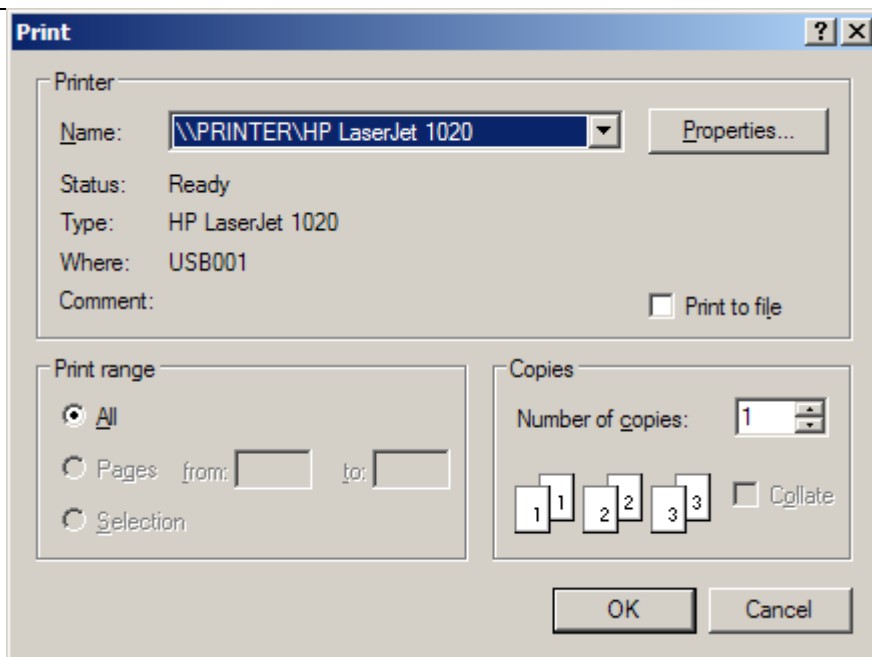 Print
Printer
Name: \\PRINTER\HP LaserJet 1020 Properties...
Status: Ready
Type: HP LaserJet 1020
Where: USB001
Comment: Print to file
Print range
All
Pages from: to:
Selection
Copies
Number of copies: 1
1 1 2 2 3 3 Collate
OK Cancel